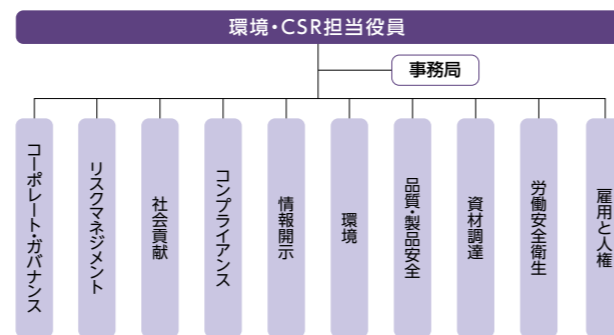 環境・CSR担当役員
事務局
コーポレート・ガバナンス
リスクマネジメント
社会貢献
コンプライアンス
情報開示
環境
品質・製品安全
資材調達
労働安全衛生
雇用と人権